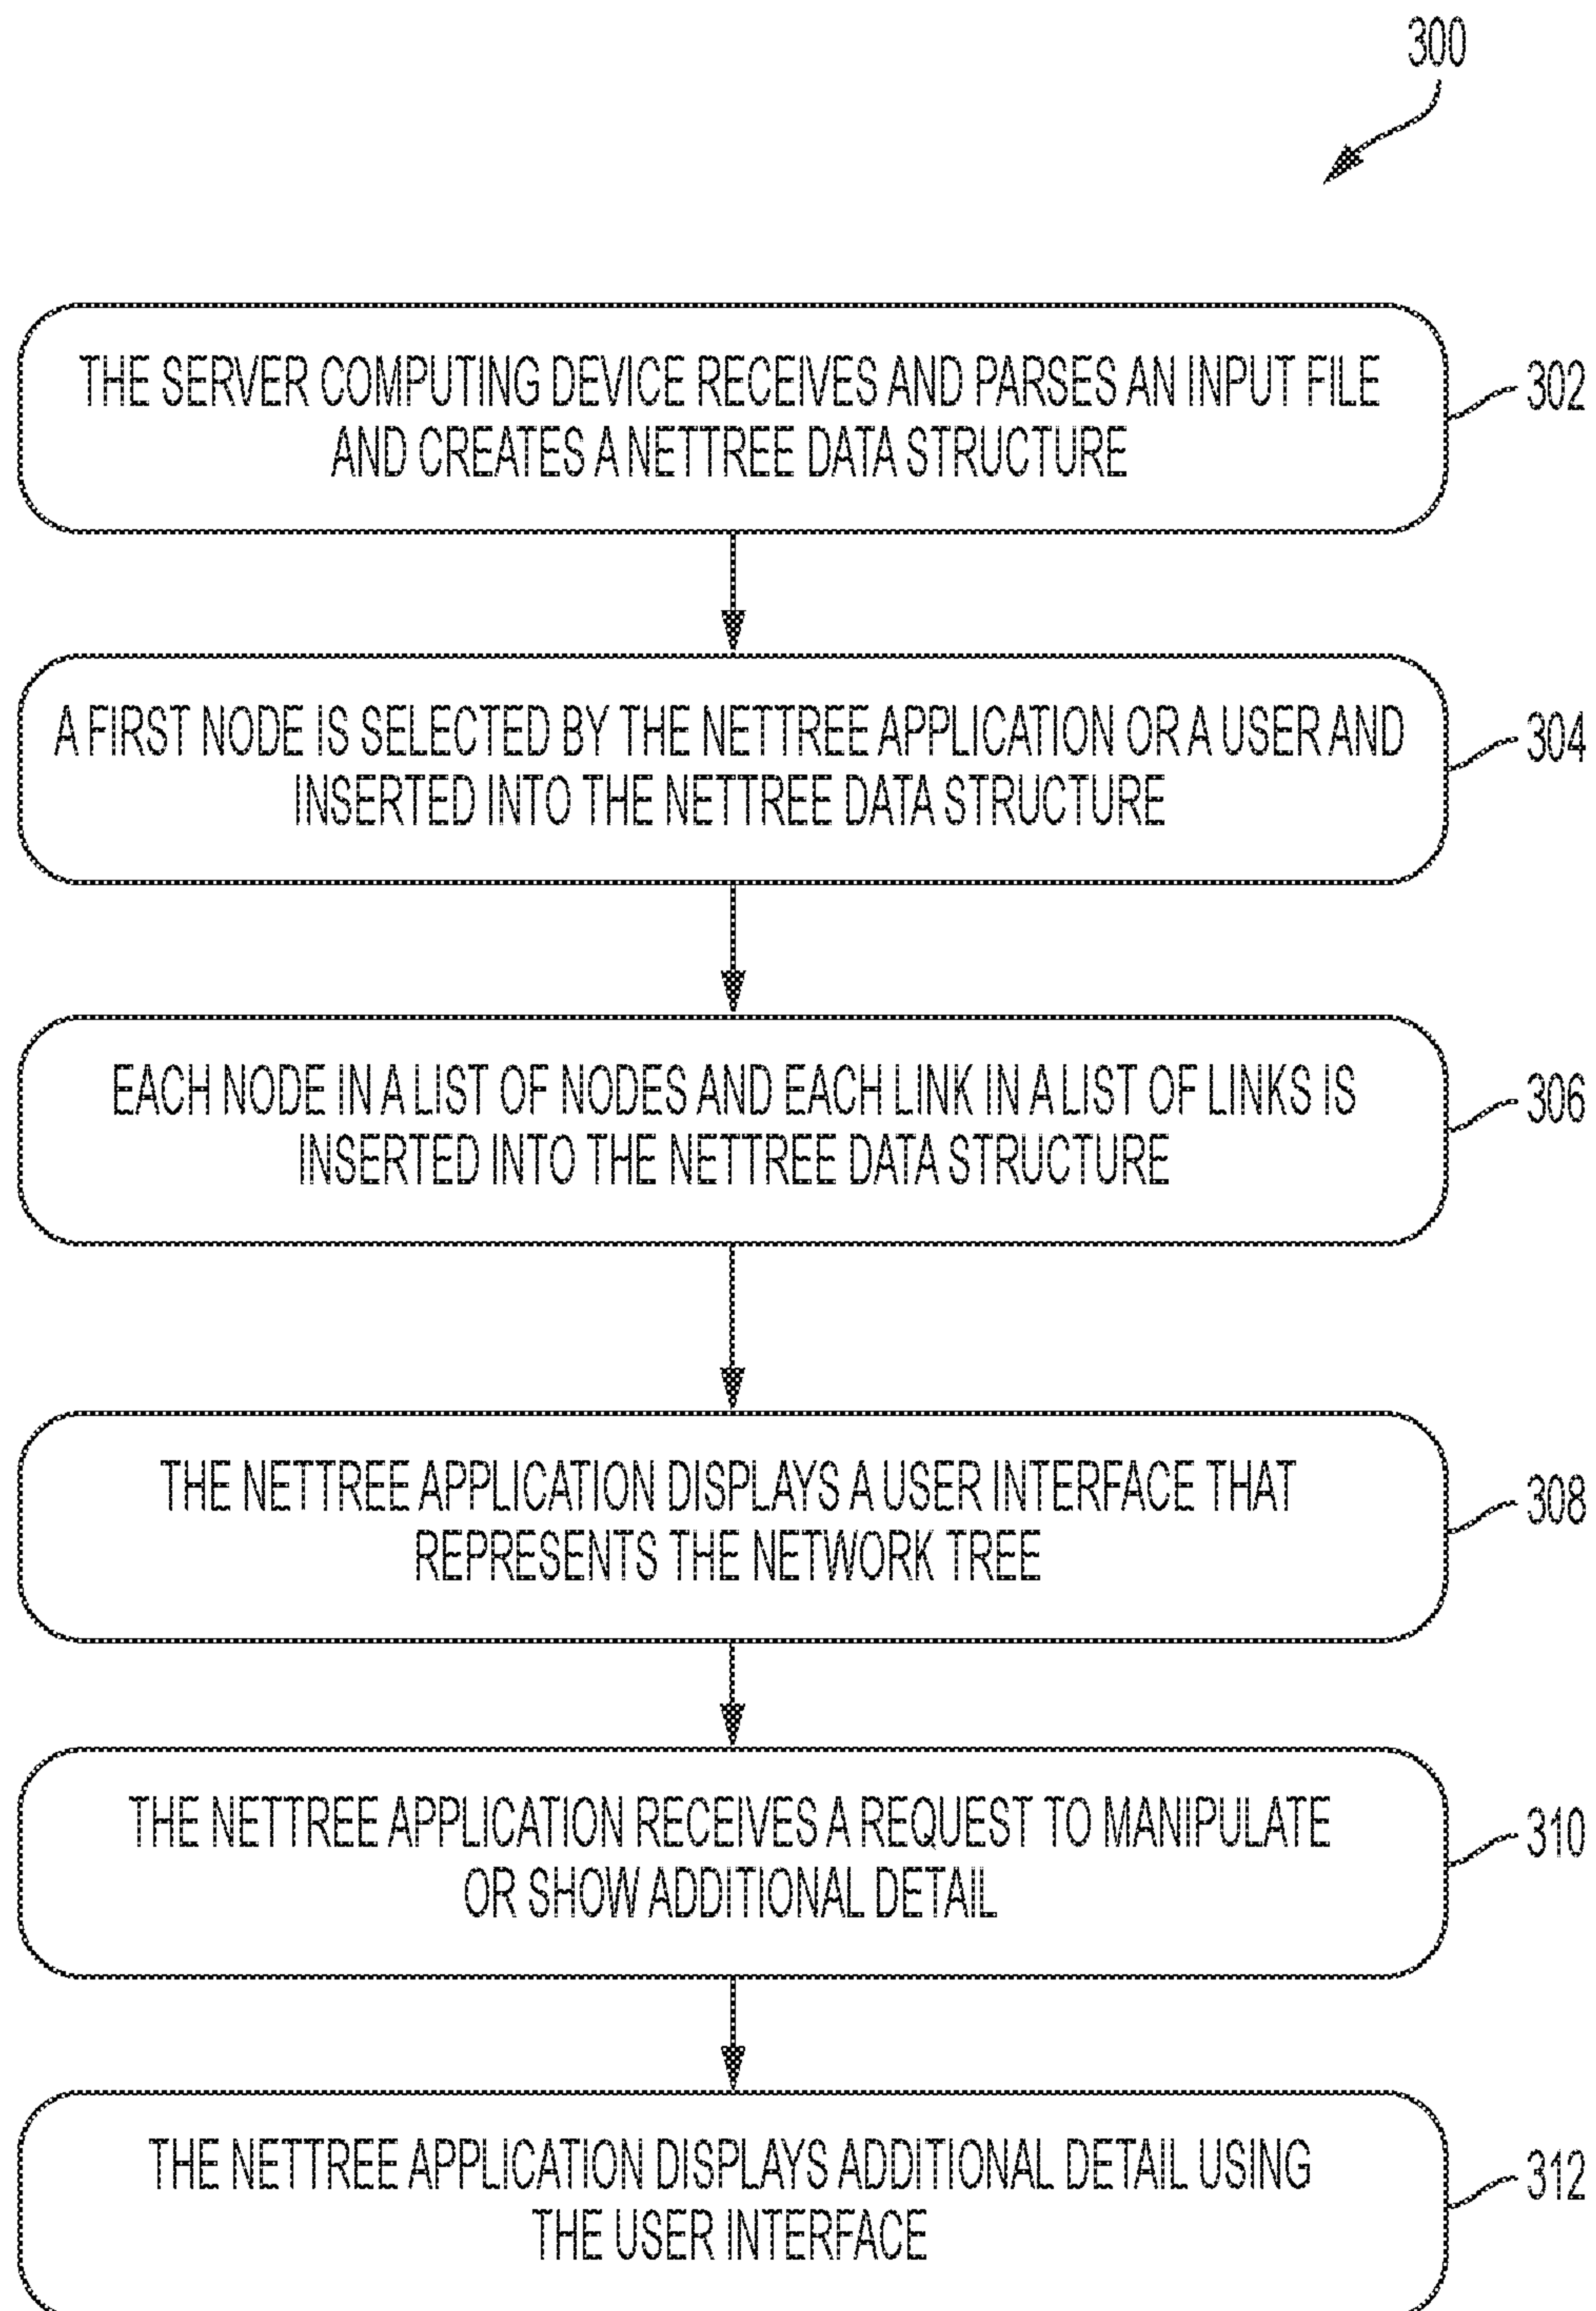 300
THE SERVER COMPUTING DEVICE RECEIVES AND PARSES AN INPUT FILE
AND CREATES A NETTREE DATA STRUCTURE
302
A FIRST NODE IS SELECTED BY THE NETTREE APPLICATION OR A USER AND
INSERTED INTO THE NETTREE DATA STRUCTURE
304
EACH NODE IN A LIST OF NODES AND EACH LINK IN A LIST OF LINKS IS
INSERTED INTO THE NETTREE DATA STRUCTURE
306
THE NETTREE APPLICATION DISPLAYS A USER INTERFACE THAT
REPRESENTS THE NETWORK TREE
308
THE NETTREE APPLICATION RECEIVES A REQUEST TO MANIPULATE
OR SHOW ADDITIONAL DETAIL
310
THE NETTREE APPLICATION DISPLAYS ADDITIONAL DETAIL USING
THE USER INTERFACE
312